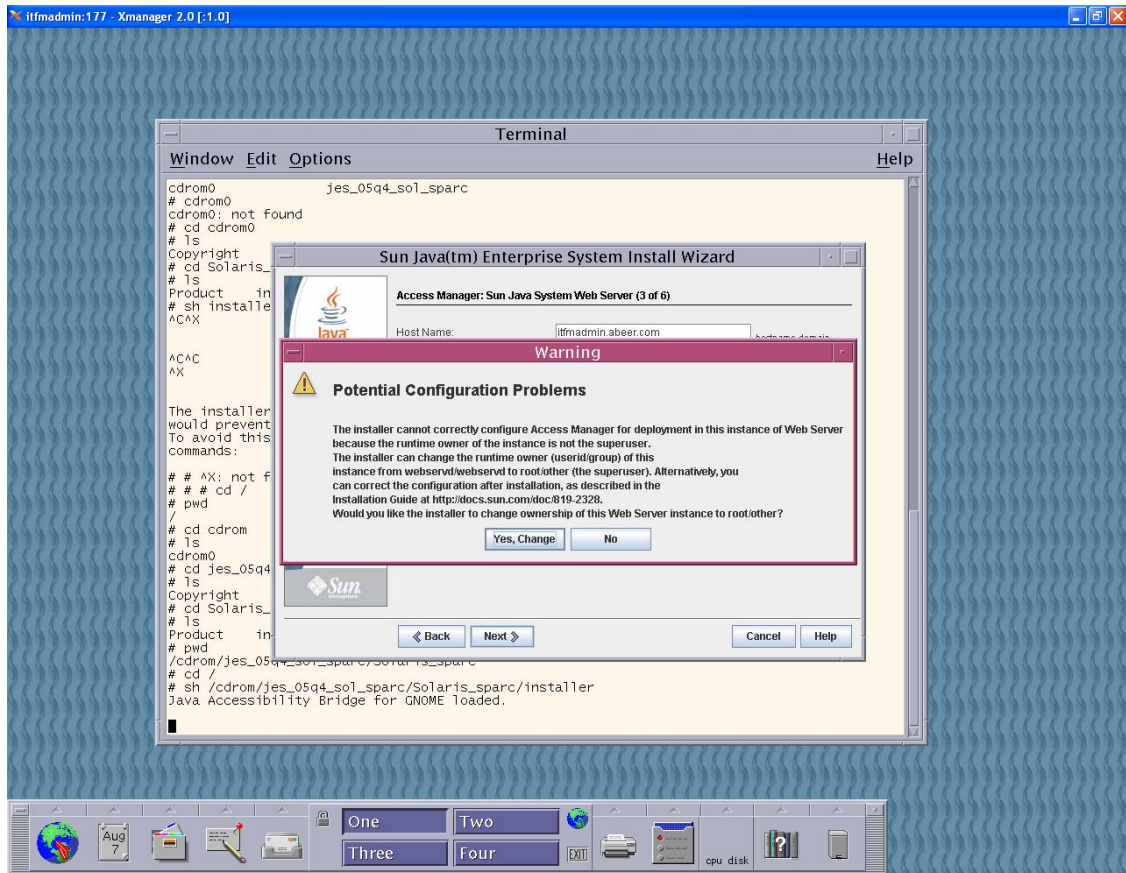 itfmadmin:177 - Xmanager 2.0 [:1.0]
Terminal
Window Edit Options Help
cdrom0 jes_05q4_sol_sparc
# cdrom0
cdrom0: not found
# cd cdrom0
# ls
Copyright
# cd Solaris_
# ls
Product in
# sh installe
^C^X
^C^C
^X
The installer
would prevent
To avoid this
commands:
# # ^X: not f
# # # cd /
# pwd
/
# cd cdrom
# ls
cdrom0
# cd jes_05q4
# ls
Copyright
# cd Solaris_
# ls
Product in
# pwd
/cdrom/jes_05q4_sol_sparc/Solaris_sparc
# cd /
# sh /cdrom/jes_05q4_sol_sparc/Solaris_sparc/installer
Java Accessibility Bridge for GNOME loaded.
Sun Java(tm) Enterprise System Install Wizard
Java
Access Manager: Sun Java System Web Server (3 of 6)
Host Name: itfmadmin.abeer.com hostname.domain
Warning
Potential Configuration Problems
The installer cannot correctly configure Access Manager for deployment in this instance of Web Server
because the runtime owner of the instance is not the superuser.
The installer can change the runtime owner (userid/group) of this
instance from webservd/webservd to root/other (the superuser). Alternatively, you
can correct the configuration after installation, as described in the
Installation Guide at http://docs.sun.com/doc/819-2328.
Would you like the installer to change ownership of this Web Server instance to root/other?
Yes, Change No
Sun
Back Next Cancel Help
Aug
7
One Two
Three Four
EXIT
cpu disk